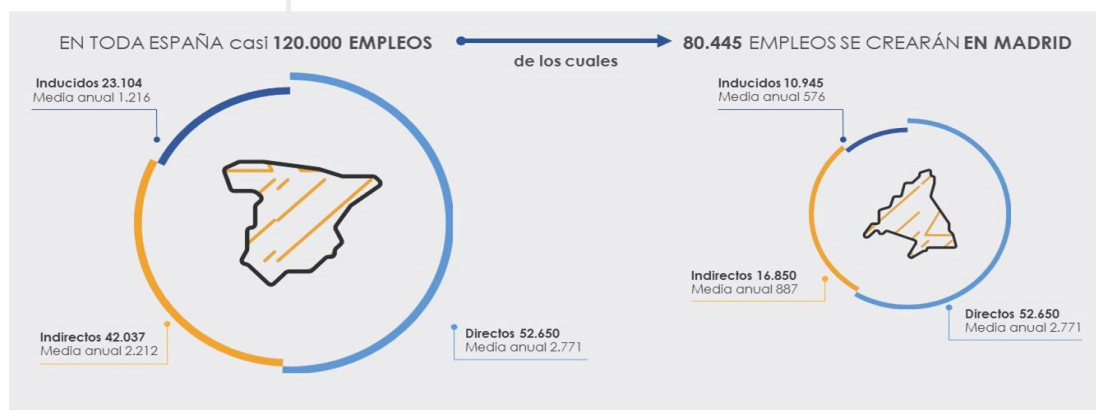 EN TODA ESPAÑA casi 120.000 EMPLEOS
de los cuales
80.445 EMPLEOS SE CREARÁN EN MADRID
Inducidos 23.104
Media anual 1.216
Indirectos 42.037
Media anual 2.212
Directos 52.650
Media anual 2.771
Inducidos 10.945
Media anual 576
Indirectos 16.850
Media anual 887
Directos 52.650
Media anual 2.771